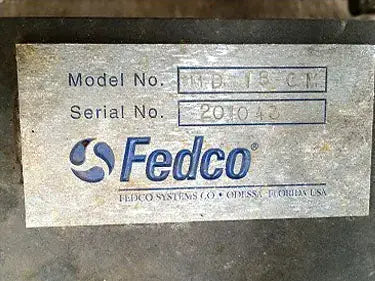 Model No.
Serial No. 201043
Fedco®
FEDCO SYSTEMS CO • ODESSA, FLORIDA USA